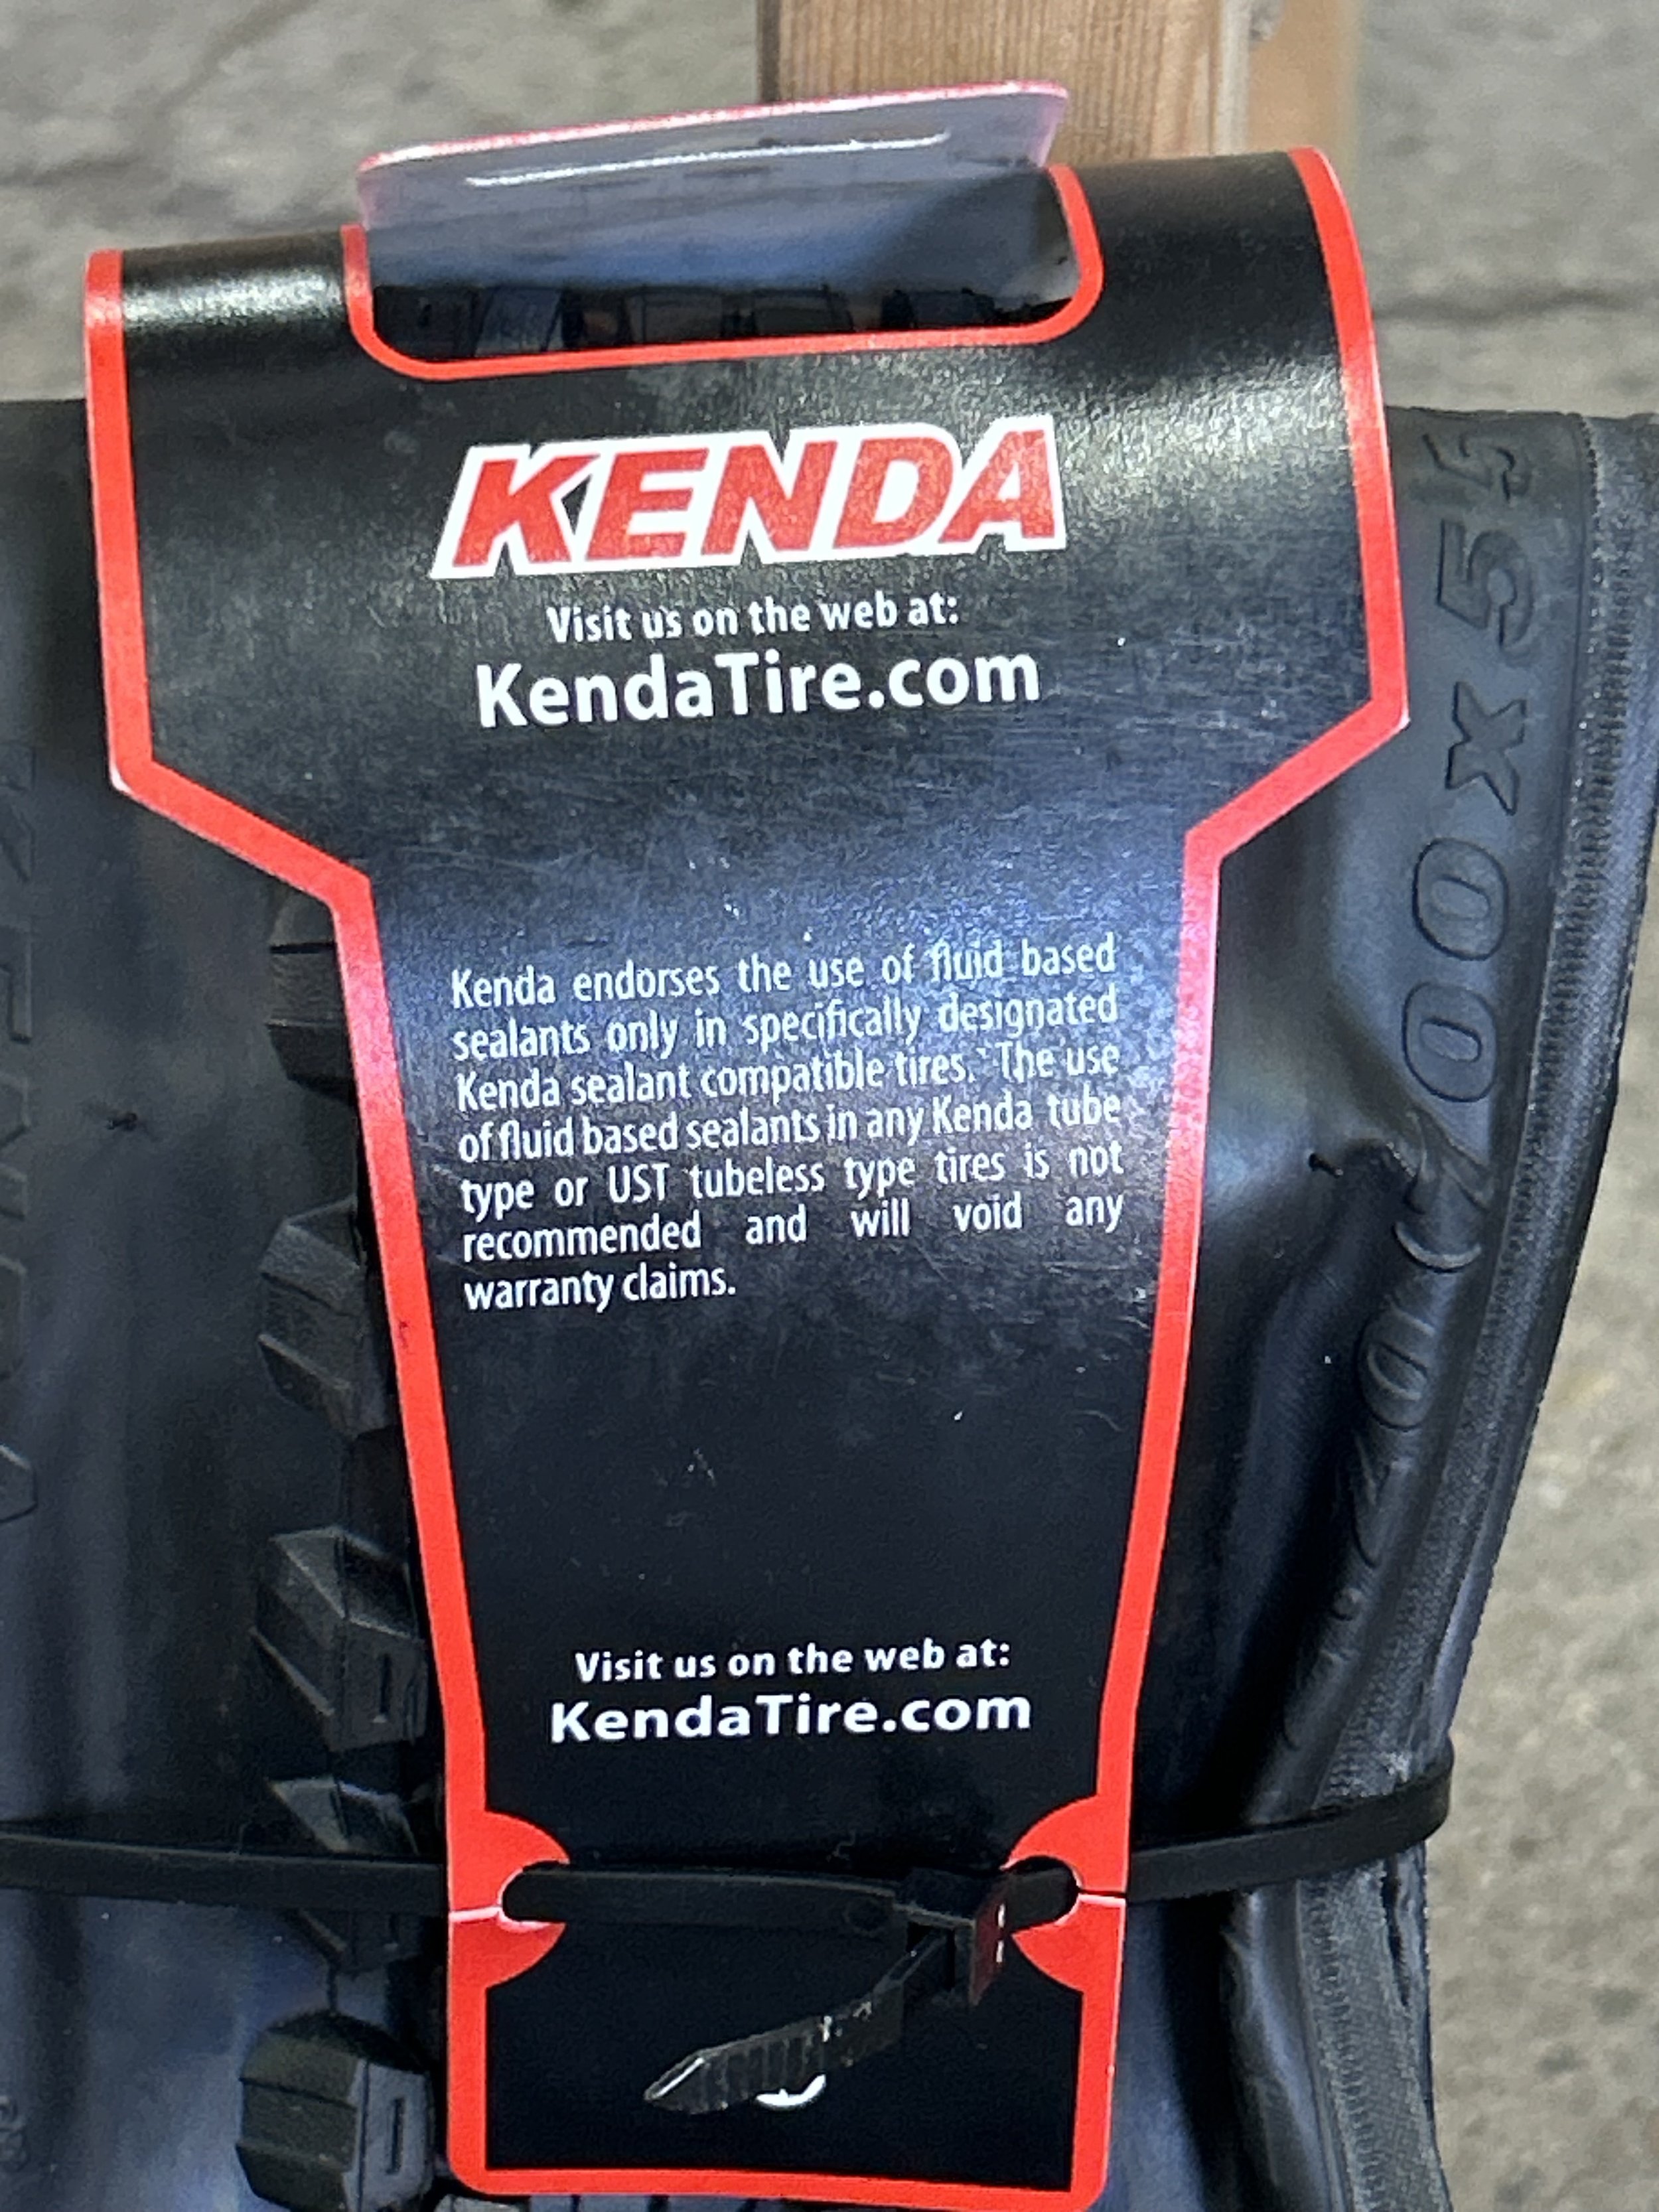 KENDA
Visit us on the web at:
KendaTire.com
Kenda endorses the use of fluid based
sealants only in specifically designated
Kenda sealant compatible tires. The use
of fluid based sealants in any Kenda tube
type or UST tubeless type tires is not
recommended and will void any
warranty claims.
Visit us on the web at:
KendaTire.com
KENDA